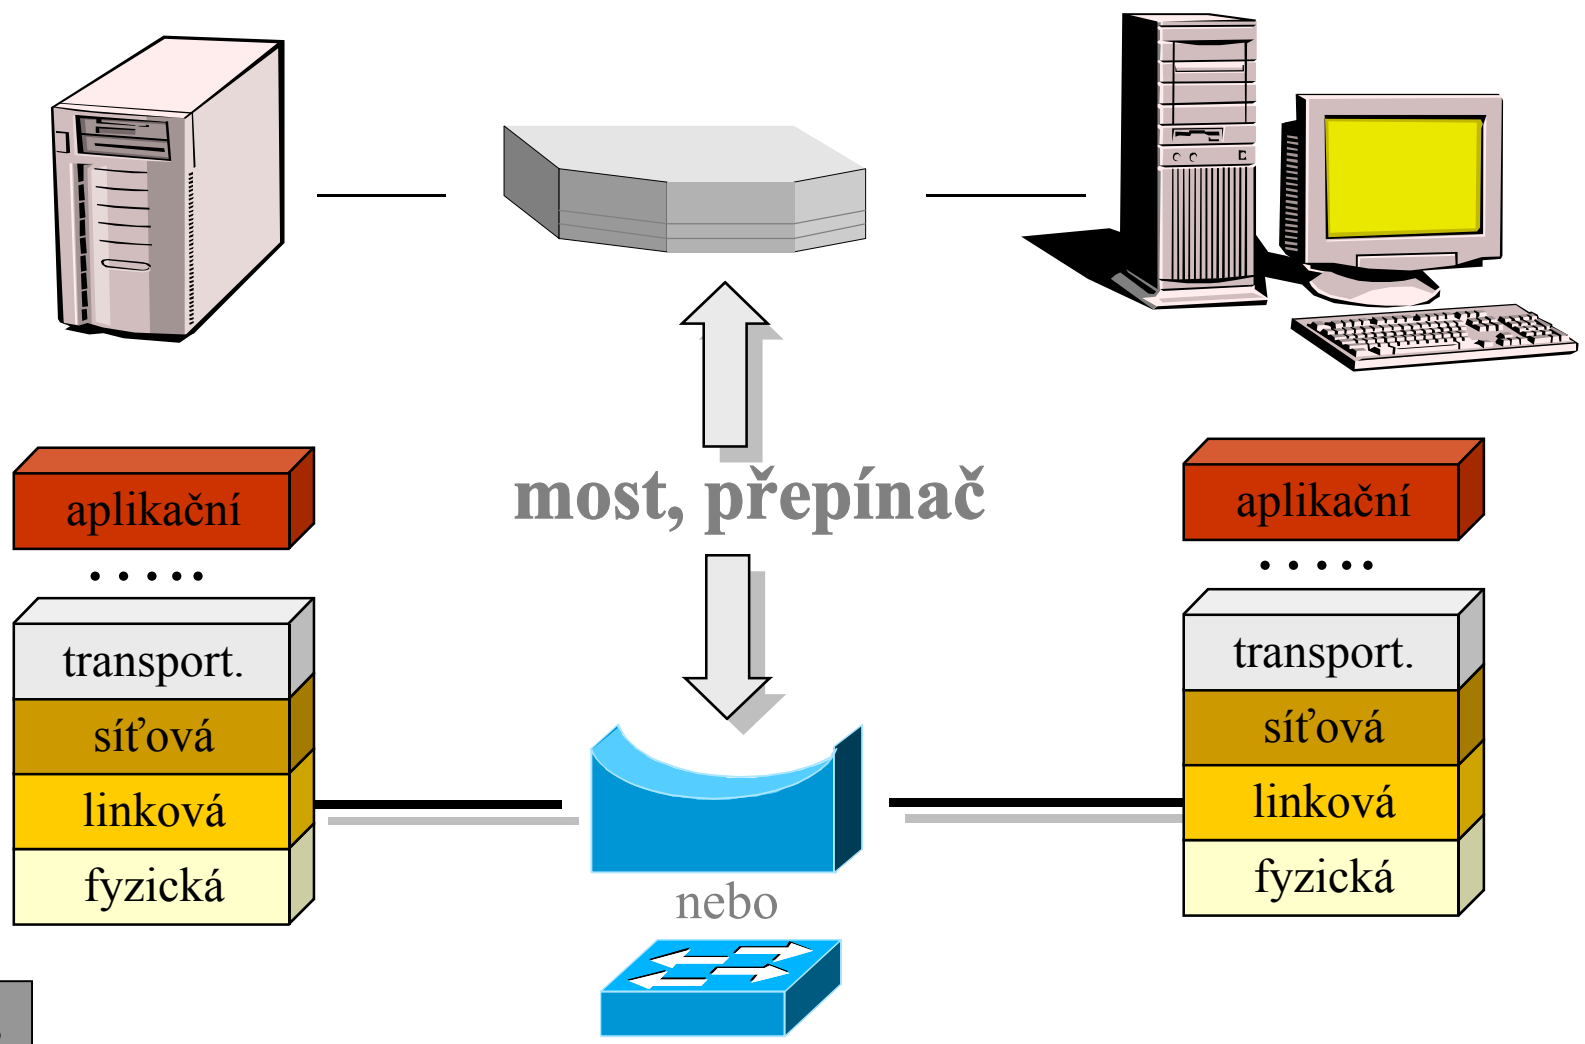 most, přepínač
aplikační
.....
transport.
síťová
linková
fyzická
nebo
aplikační
.....
transport.
síťová
linková
fyzická